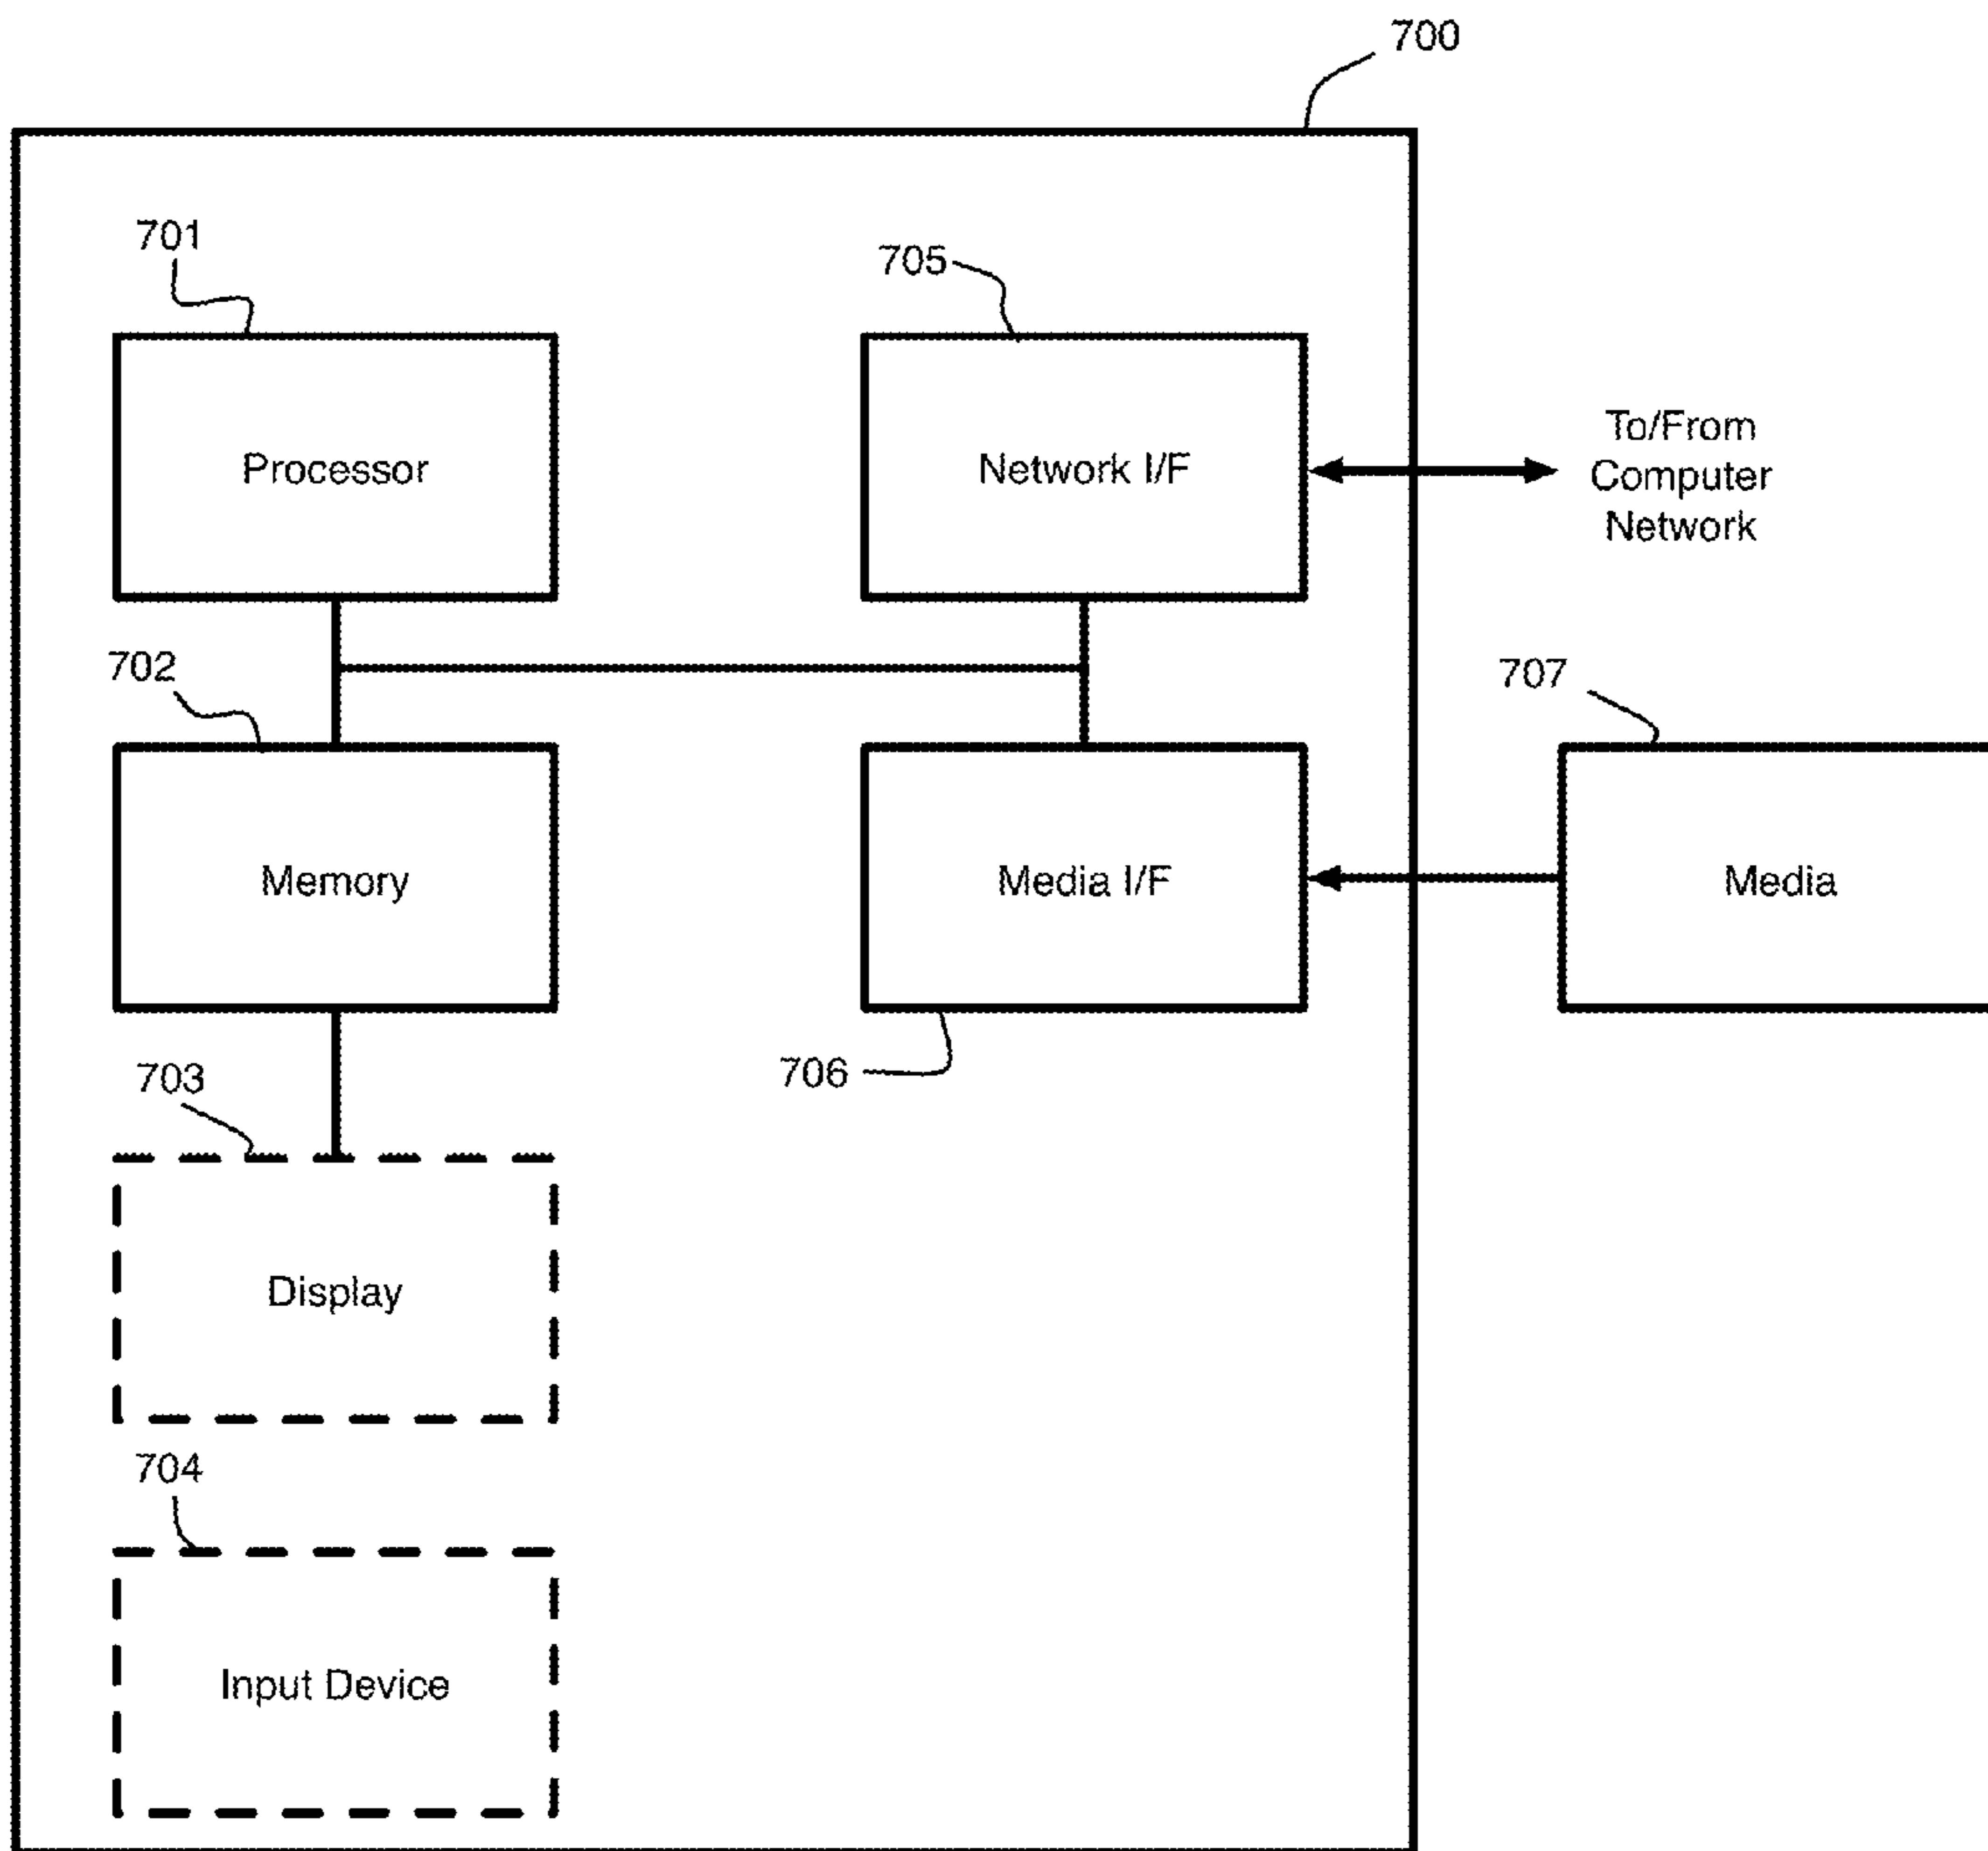 700
701
705
Processor
Network I/F
To/From
Computer
Network
702
707
Memory
Media I/F
Media
703
706
Display
704
Input Device